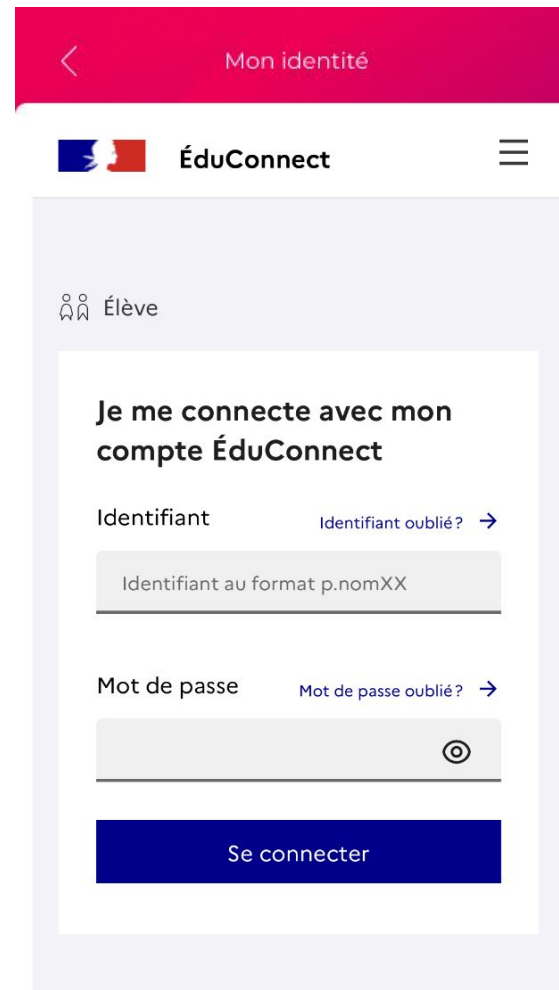 Mon identité
ÉduConnect
Élève
Je me connecte avec mon
compte ÉduConnect
Identifiant
Identifiant oublié ?
Identifiant au format p.nomXX
Mot de passe
Mot de passe oublié ?
Se connecter